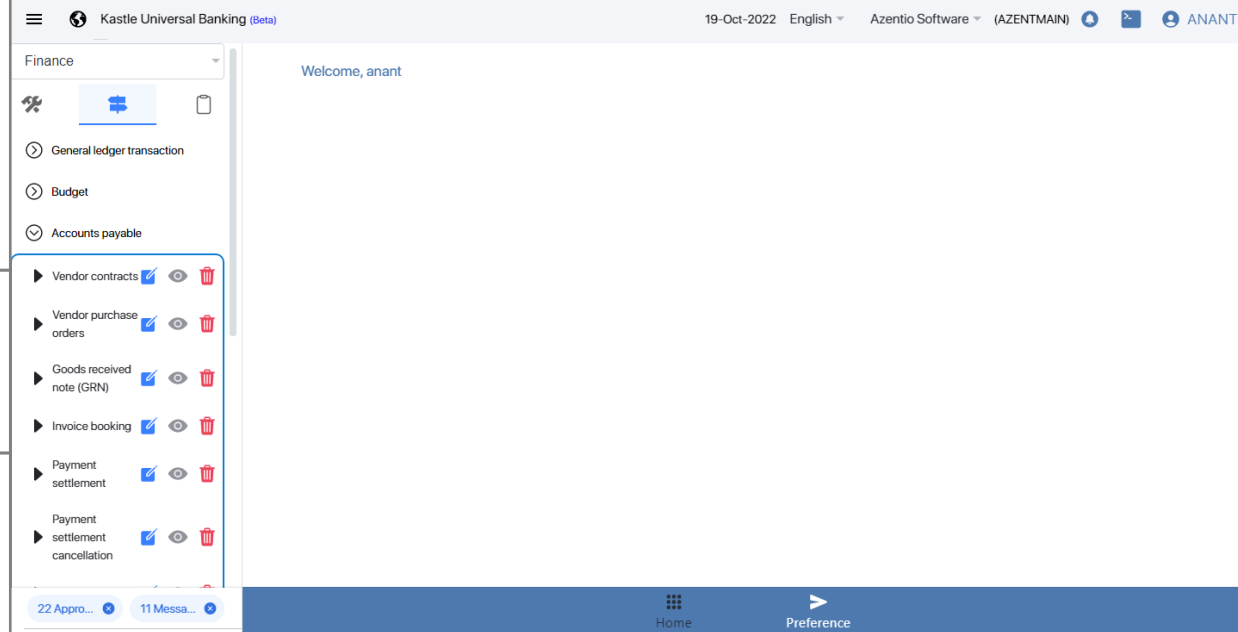 Kastle Universal Banking (Beta)
19-Oct-2022 English Azentio Software (AZENTMAIN) ANANT
Finance
Welcome, anant
General ledger transaction
Budget
Accounts payable
Vendor contracts
Vendor purchase
orders
Goods received
note (GRN)
Invoice booking
Payment
settlement
Payment
settlement
cancellation
22 Appro...
11 Messa...
Home
Preference